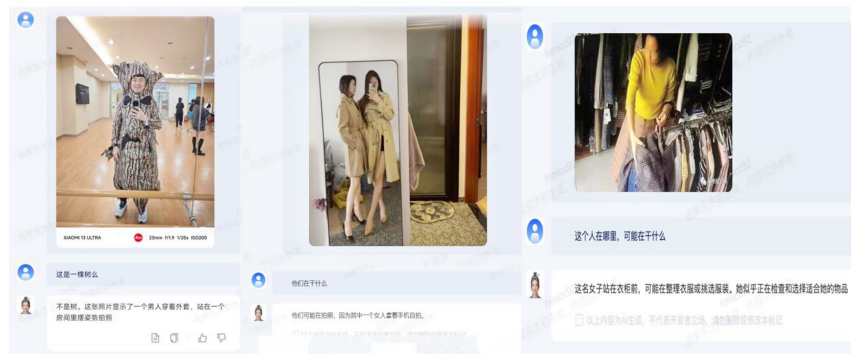 XIAOMI 13 ULTRA
23mm f/1.9 1/25s ISO200
这是一棵树么
不是树。这张照片显示了一个男人穿着外套，站在一个
房间里摆姿势拍照
他们在干什么
他们可能在拍照，因为其中一个女人拿着手机自拍。
这个人在哪里，可能在干什么
这名女子站在衣柜前，可能在整理衣服或挑选服装，她似乎正在检查和选择适合她的物品
以上内容为AI生成，不代表开发者立场，请勿删除或修改本标记